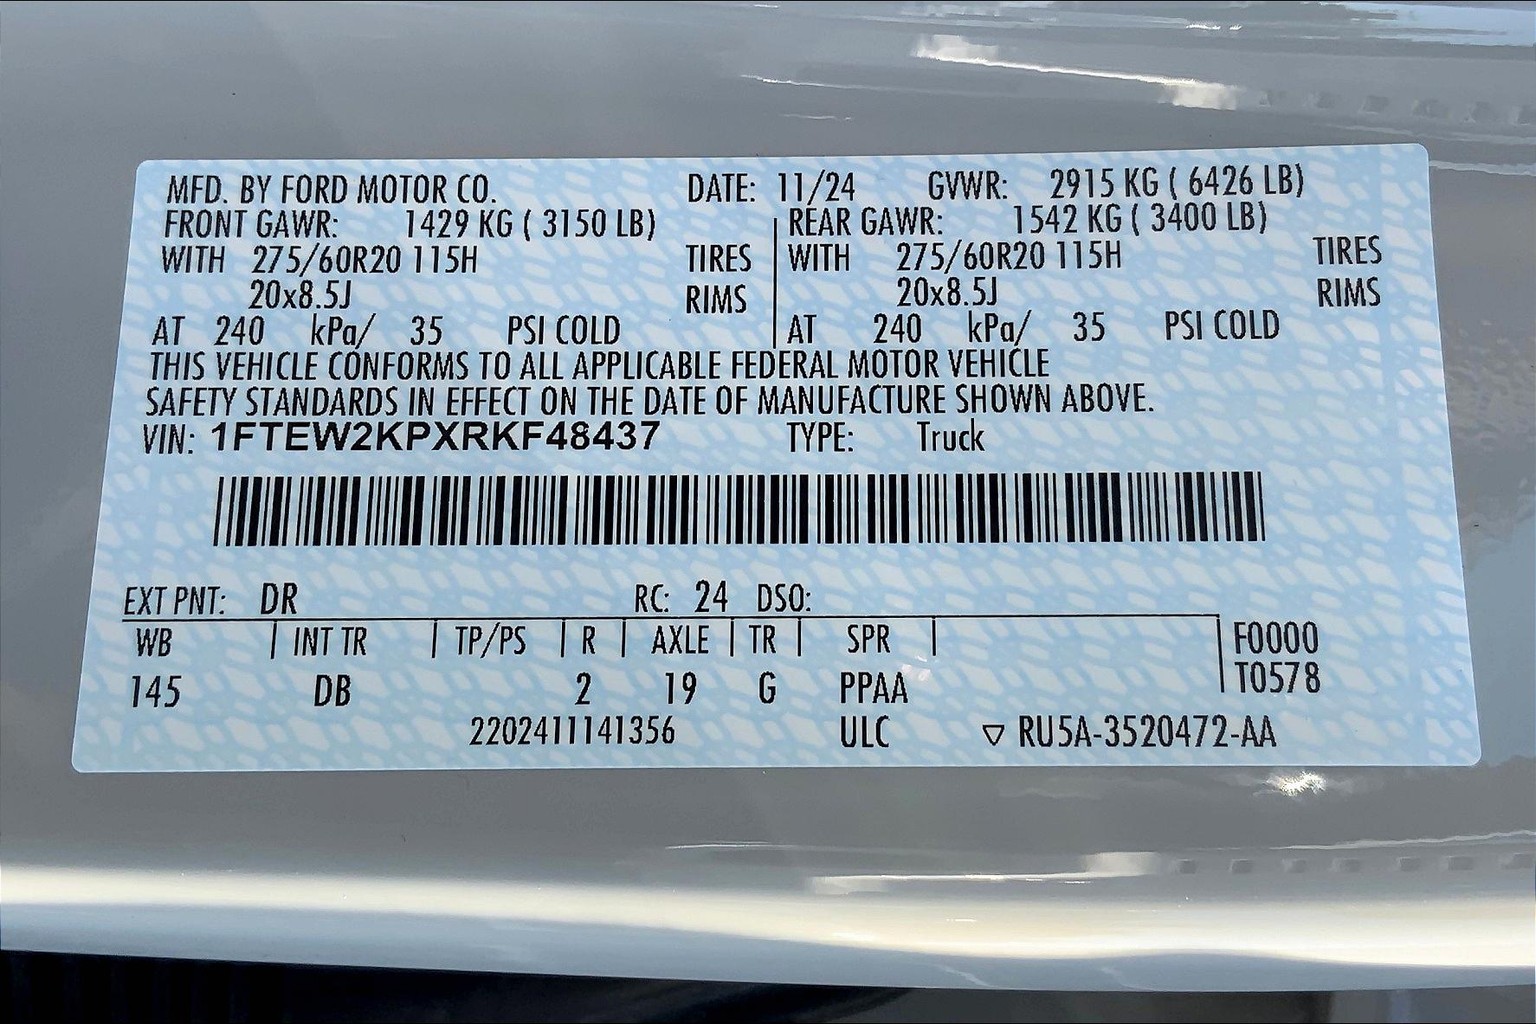 MFD. BY FORD MOTOR CO. DATE: 11/24 GVWR: 2915 KG ( 6426 LB)
FRONT GAWR: 1429 KG ( 3150 LB) REAR GAWR: 1542 KG ( 3400 LB)
WITH 275/60R20 115H TIRES WITH 275/60R20 115H TIRES
20x8.5J RIMS 20x8.5J RIMS
AT 240 kPa/ 35 PSI COLD AT 240 kPa/ 35 PSI COLD
THIS VEHICLE CONFORMS TO ALL APPLICABLE FEDERAL MOTOR VEHICLE
SAFETY STANDARDS IN EFFECT ON THE DATE OF MANUFACTURE SHOWN ABOVE.
VIN: 1FTEW2KPXRKF48437 TYPE: Truck
EXT PNT: DR RC: 24 DSO:
WB INT TR TP/PS R AXLE TR SPR F0000
T0578
145 DB 2 19 G PPAA
2202411141356 ULC ▽ RU5A-3520472-AA